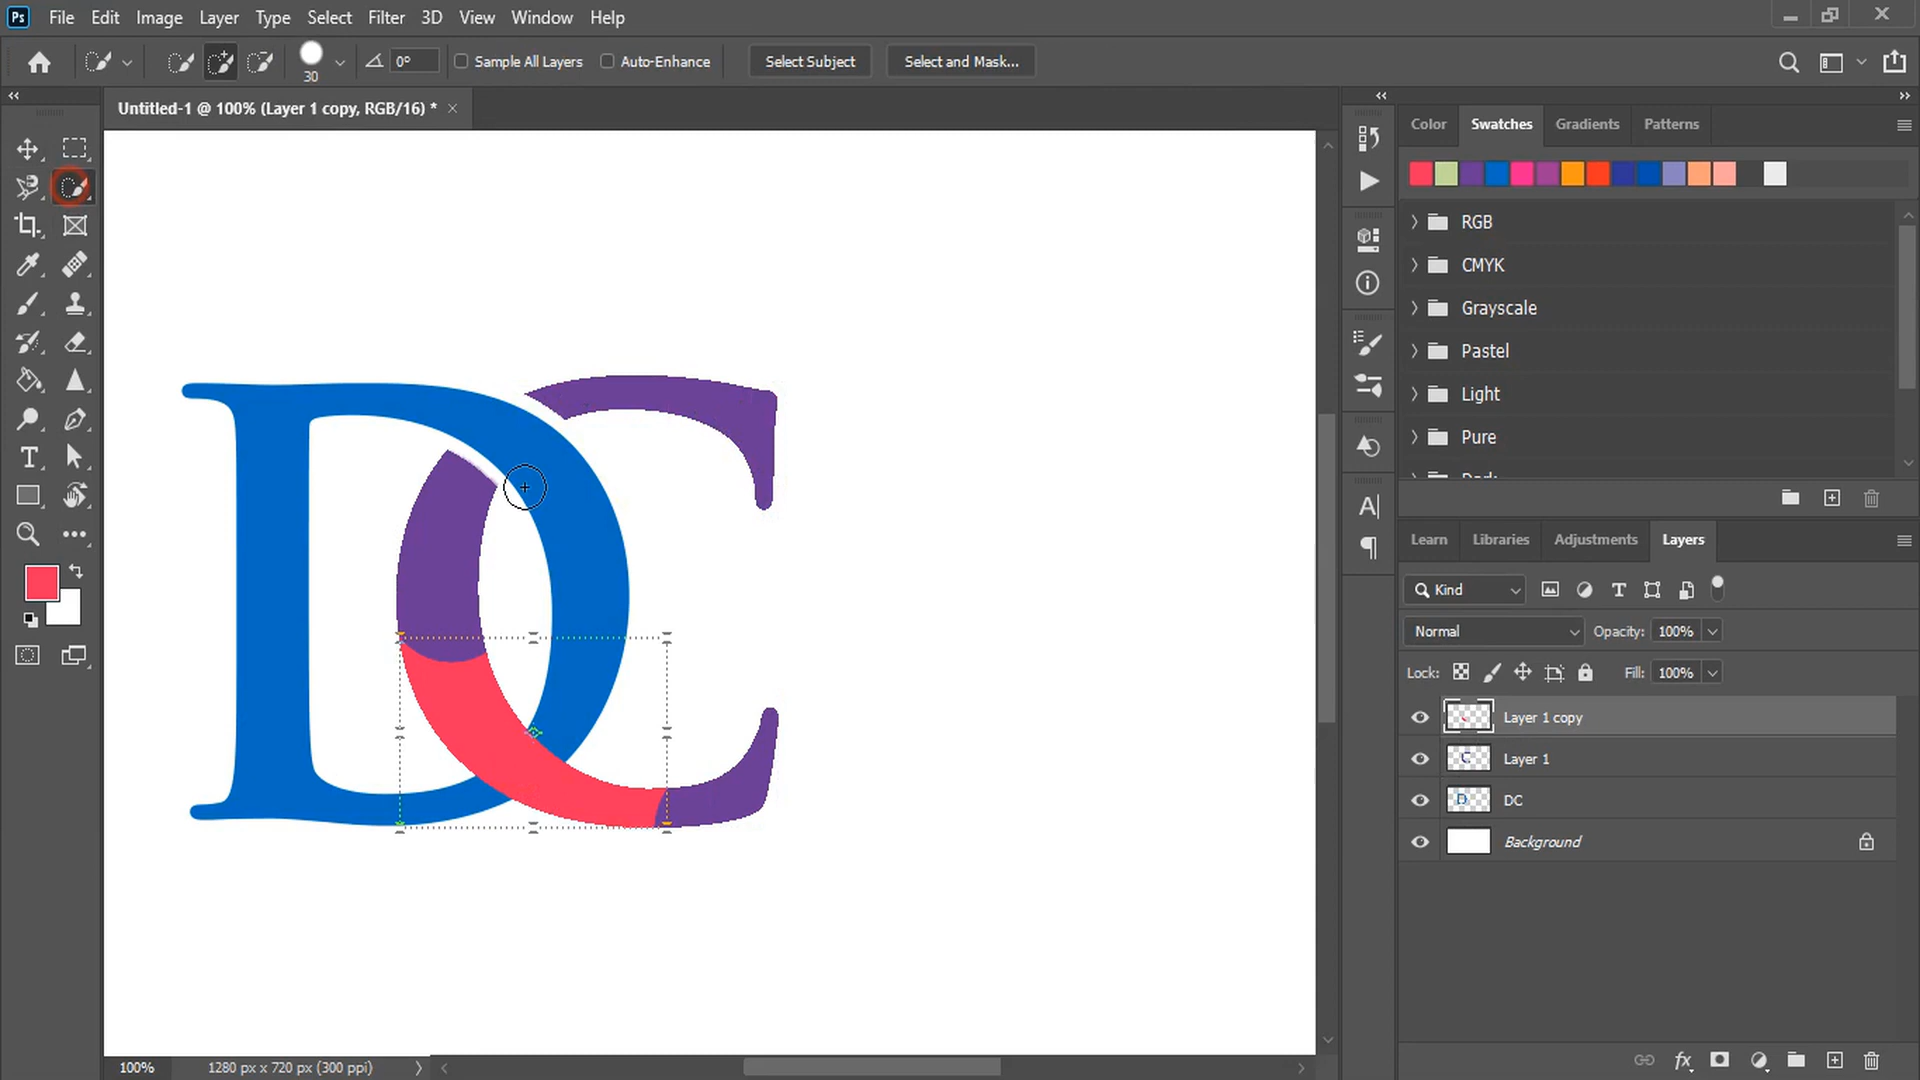 Ps File Edit Image Layer Type Select Filter 3D View Window Help
30 0° Sample All Layers Auto-Enhance Select Subject Select and Mask...
Untitled-1 @ 100% (Layer 1 copy, RGB/16) *
Color Swatches Gradients Patterns
RGB
CMYK
Grayscale
Pastel
Light
Pure
DC
Learn Libraries Adjustments Layers
Kind
Normal Opacity: 100%
Lock: Fill: 100%
Layer 1 copy
Layer 1
DC
Background
100% 1280 px x 720 px (300 ppi)